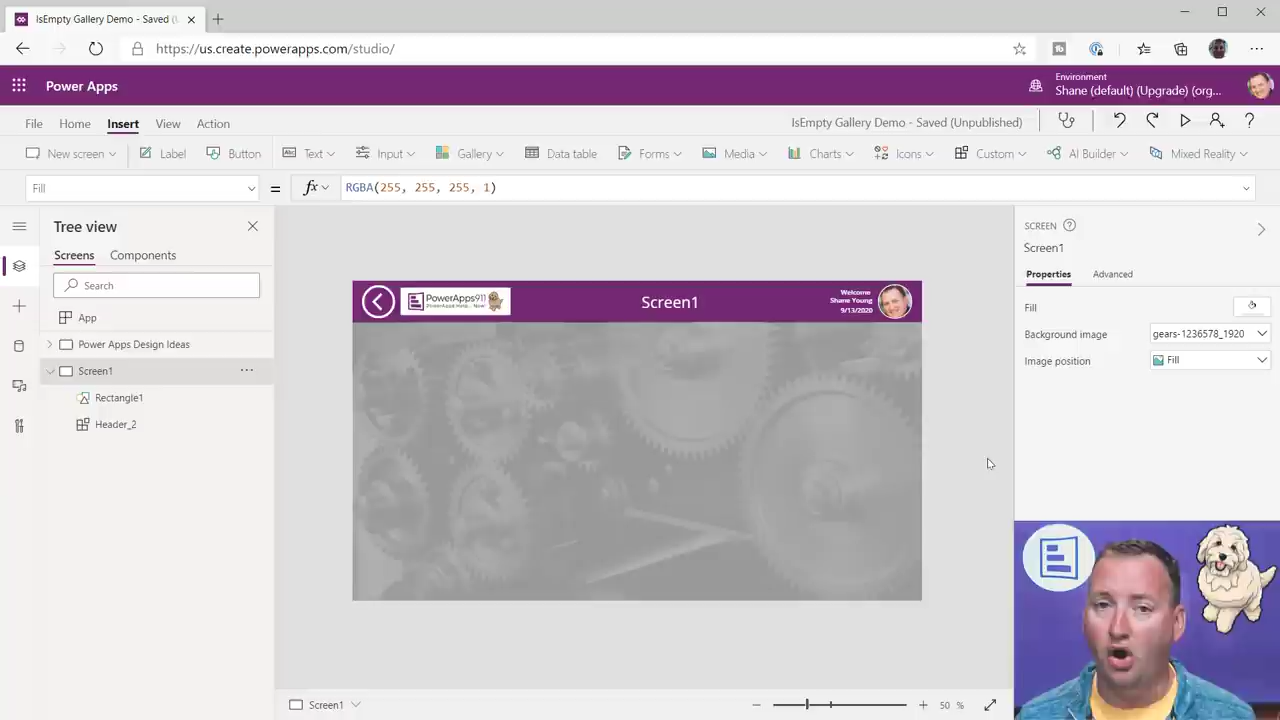 IsEmpty Gallery Demo - Saved (
https://us.create.powerapps.com/studio/
Power Apps
Environment
Shane (default) (Upgrade) (org...
File Home Insert View Action
IsEmpty Gallery Demo - Saved (Unpublished)
New screen Label Button Text Input Gallery Data table Forms Media Charts Icons Custom AI Builder Mixed Reality
Fill = fx RGBA(255, 255, 255, 1)
Tree view
Screens Components
Search
App
Power Apps Design Ideas
Screen1 ...
Rectangle1
Header_2
PowerApps911
PowerApps Help... Now!
Screen1
Welcome
Shane Young
9/13/2020
SCREEN
Screen1
Properties Advanced
Fill
Background image gears-1236578_1920
Image position Fill
Screen1
50 %